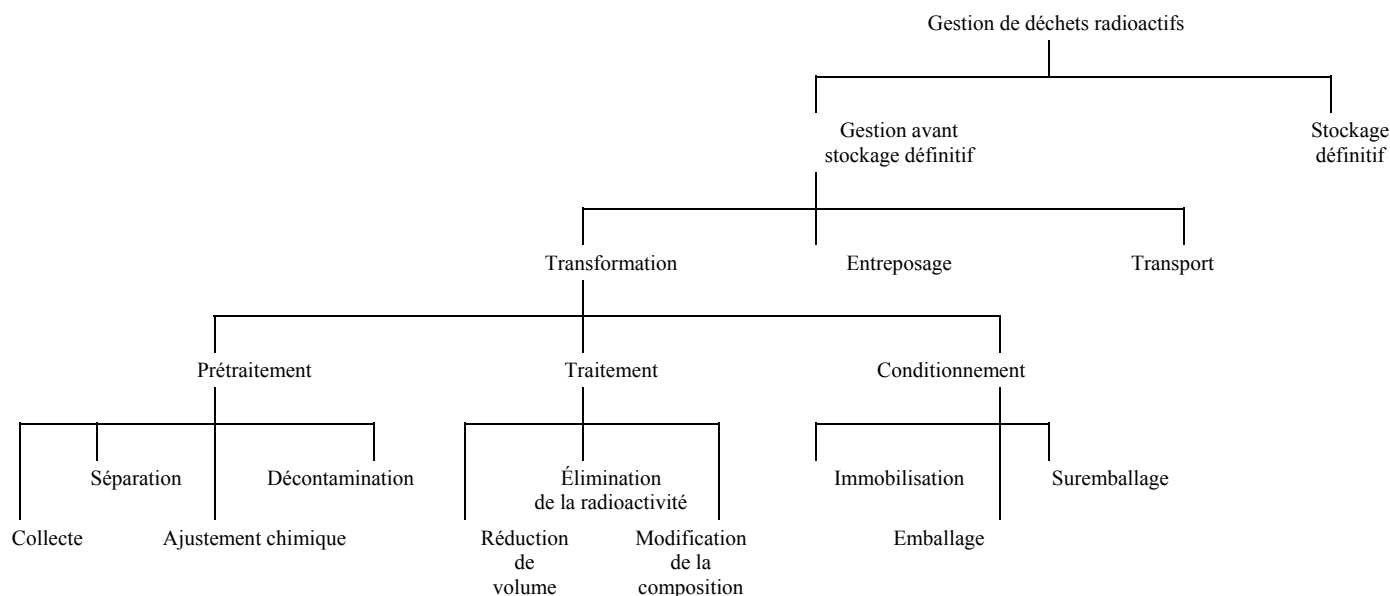 Gestion de déchets radioactifs
Gestion avant
stockage définitif
Stockage
définitif
Transformation
Entreposage
Transport
Prétraitement
Traitement
Conditionnement
Séparation
Décontamination
Élimination
de la radioactivité
Immobilisation
Suremballage
Collecte
Ajustement chimique
Réduction
de
volume
Modification
de la
composition
Emballage